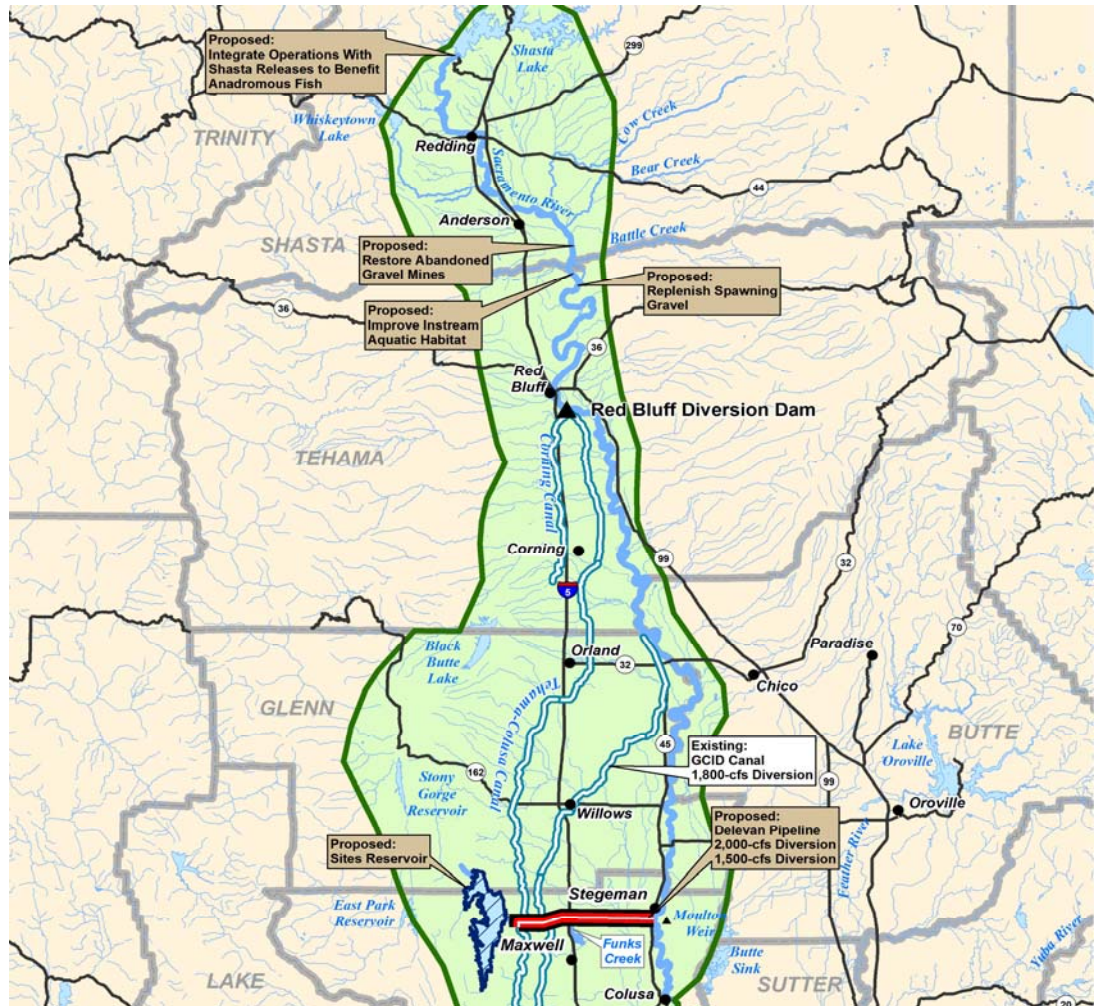 Proposed:
Integrate Operations With
Shasta Releases to Benefit
Anadromous Fish
Shasta
Lake
299
Whiskeytown
Lake
TRINITY
Redding
Cow Creek
Bear Creek
44
Sacramento River
Anderson
SHASTA
Battle Creek
Proposed:
Restore Abandoned
Gravel Mines
Proposed:
Replenish Spawning
Gravel
36
Proposed:
Improve Instream
Aquatic Habitat
36
Red
Bluff
Red Bluff Diversion Dam
TEHAMA
Corning Canal
Corning
5
99
32
Black
Butte
Lake
Orland
32
Paradise
70
Chico
GLENN
Tehama-Colusa Canal
BUTTE
Lake
Oroville
Existing:
GCID Canal
1,800-cfs Diversion
45
162
Stony
Gorge
Reservoir
99
Willows
Oroville
Proposed:
Delevan Pipeline
2,000-cfs Diversion
1,500-cfs Diversion
Proposed:
Sites Reservoir
Feather River
Stegeman
East Park
Reservoir
Moulton
Weir
Maxwell
Funks
Creek
Butte
Sink
Yuba River
LAKE
SUTTER
Colusa
20